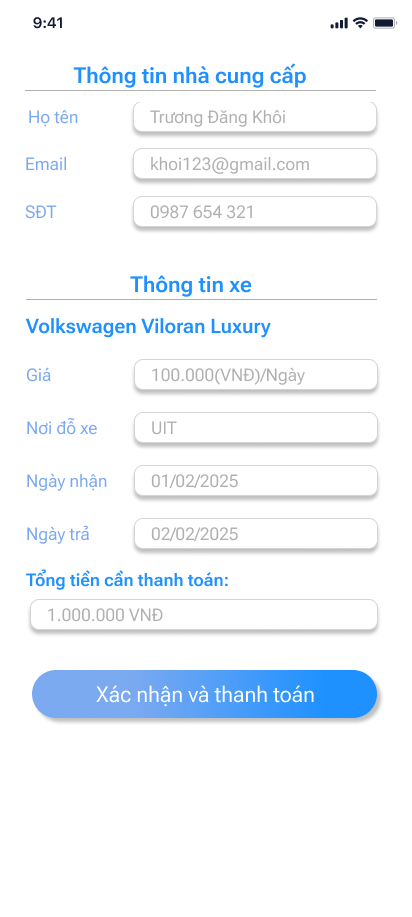 9:41
Thông tin nhà cung cấp
Họ tên Trương Đăng Khôi
Email khoi123@gmail.com
SĐT 0987 654 321
Thông tin xe
Volkswagen Viloran Luxury
Giá 100.000(VNĐ)/Ngày
Nơi đỗ xe UIT
Ngày nhận 01/02/2025
Ngày trả 02/02/2025
Tổng tiền cần thanh toán:
1.000.000 VNĐ
Xác nhận và thanh toán